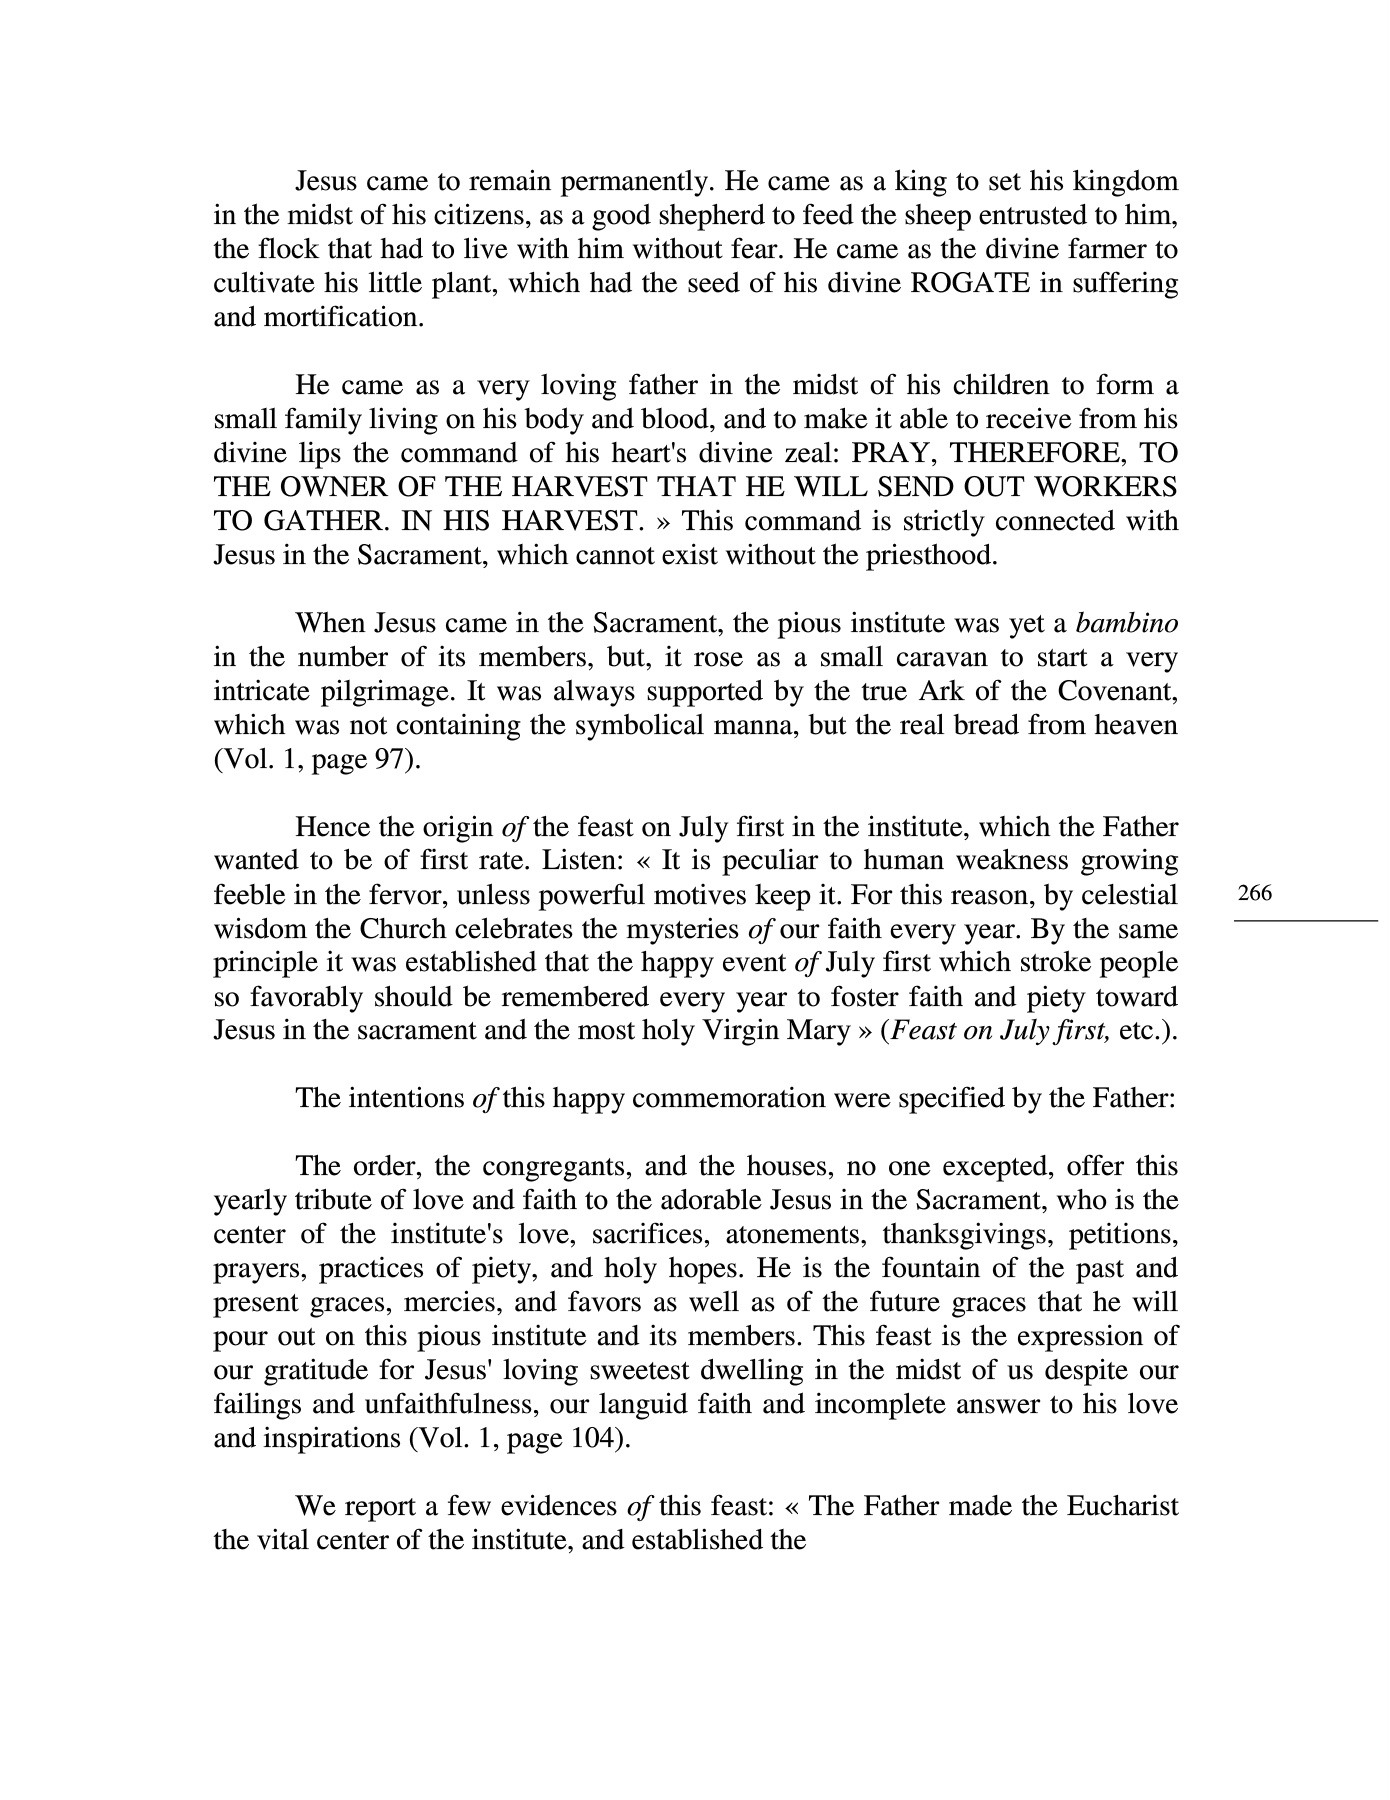 Jesus came to remain permanently. He came as a king to set his kingdom
in the midst of his citizens, as a good shepherd to feed the sheep entrusted to him,
the flock that had to live with him without fear. He came as the divine farmer to
cultivate his little plant, which had the seed of his divine ROGATE in suffering
and mortification.
He came as a very loving father in the midst of his children to form a
small family living on his body and blood, and to make it able to receive from his
divine lips the command of his heart's divine zeal: PRAY, THEREFORE, TO
THE OWNER OF THE HARVEST THAT HE WILL SEND OUT WORKERS
TO GATHER. IN HIS HARVEST. » This command is strictly connected with
Jesus in the Sacrament, which cannot exist without the priesthood.
When Jesus came in the Sacrament, the pious institute was yet a bambino
in the number of its members, but, it rose as a small caravan to start a very
intricate pilgrimage. It was always supported by the true Ark of the Covenant,
which was not containing the symbolical manna, but the real bread from heaven
(Vol. 1, page 97).
Hence the origin of the feast on July first in the institute, which the Father
wanted to be of first rate. Listen: « It is peculiar to human weakness growing
feeble in the fervor, unless powerful motives keep it. For this reason, by celestial
wisdom the Church celebrates the mysteries of our faith every year. By the same
principle it was established that the happy event of July first which stroke people
so favorably should be remembered every year to foster faith and piety toward
Jesus in the sacrament and the most holy Virgin Mary » (Feast on July first, etc.).
266
The intentions of this happy commemoration were specified by the Father:
The order, the congregants, and the houses, no one excepted, offer this
yearly tribute of love and faith to the adorable Jesus in the Sacrament, who is the
center of the institute's love, sacrifices, atonements, thanksgivings, petitions,
prayers, practices of piety, and holy hopes. He is the fountain of the past and
present graces, mercies, and favors as well as of the future graces that he will
pour out on this pious institute and its members. This feast is the expression of
our gratitude for Jesus' loving sweetest dwelling in the midst of us despite our
failings and unfaithfulness, our languid faith and incomplete answer to his love
and inspirations (Vol. 1, page 104).
We report a few evidences of this feast: « The Father made the Eucharist
the vital center of the institute, and established the